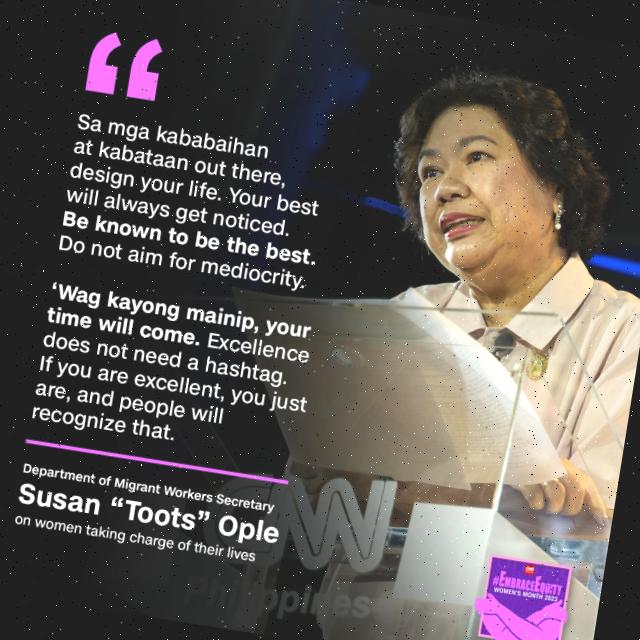 Sa mga kababaihan
at kabataan out there,
design your life. Your best
will always get noticed.
Be known to be the best.
Do not aim for mediocrity.
‘Wag kayong mainip, your
time will come. Excellence
does not need a hashtag.
If you are excellent, you just
are, and people will
recognize that.
Department of Migrant Workers Secretary
Susan “Toots” Ople
on women taking charge of their lives
CNN
Philippines
CNN
#EMBRACEEQUITY
WOMEN'S MONTH 2023